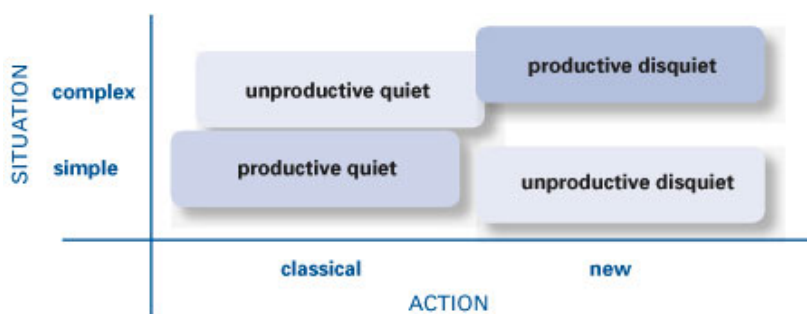 SITUATION
complex
unproductive quiet
productive disquiet
simple
productive quiet
unproductive disquiet
classical
new
ACTION